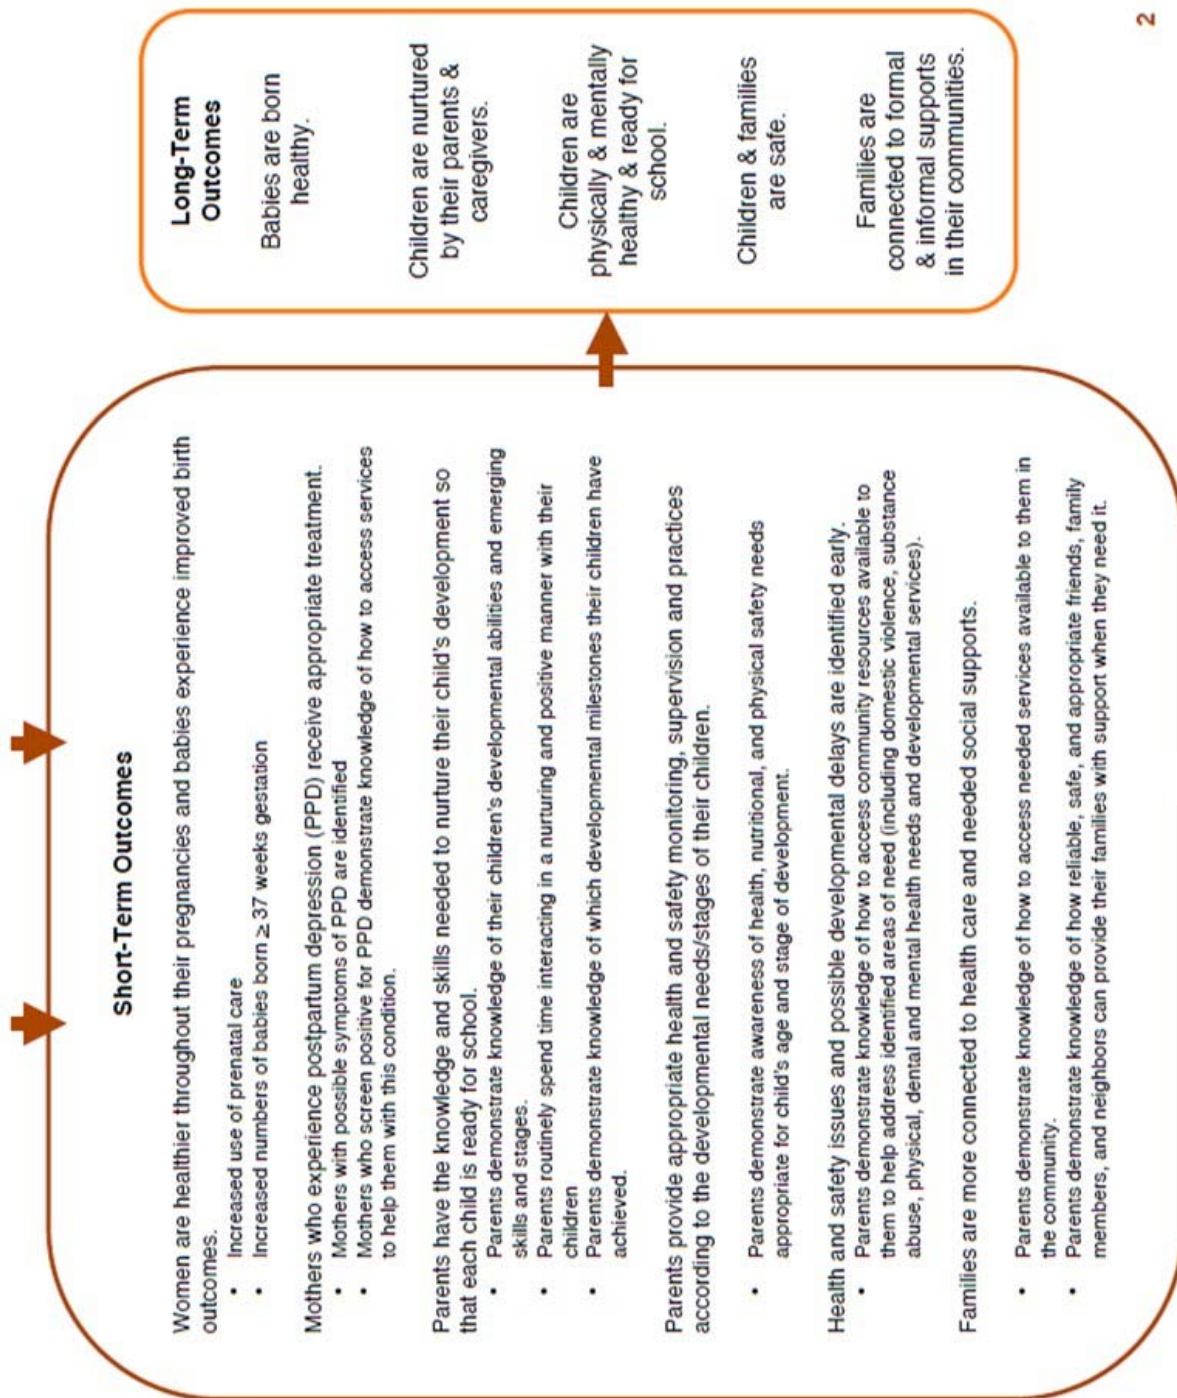 Short-Term Outcomes
Women are healthier throughout their pregnancies and babies experience improved birth
outcomes.
• Increased use of prenatal care
• Increased numbers of babies born ≥ 37 weeks gestation
Mothers who experience postpartum depression (PPD) receive appropriate treatment.
• Mothers with possible symptoms of PPD are identified
• Mothers who screen positive for PPD demonstrate knowledge of how to access services
to help them with this condition.
Parents have the knowledge and skills needed to nurture their child's development so
that each child is ready for school.
• Parents demonstrate knowledge of their children's developmental abilities and emerging
skills and stages.
• Parents routinely spend time interacting in a nurturing and positive manner with their
children
• Parents demonstrate knowledge of which developmental milestones their children have
achieved.
Parents provide appropriate health and safety monitoring, supervision and practices
according to the developmental needs/stages of their children.
• Parents demonstrate awareness of health, nutritional, and physical safety needs
appropriate for child's age and stage of development.
Health and safety issues and possible developmental delays are identified early.
• Parents demonstrate knowledge of how to access community resources available to
them to help address identified areas of need (including domestic violence, substance
abuse, physical, dental and mental health needs and developmental services).
Families are more connected to health care and needed social supports.
• Parents demonstrate knowledge of how to access needed services available to them in
the community.
• Parents demonstrate knowledge of how reliable, safe, and appropriate friends, family
members, and neighbors can provide their families with support when they need it.
Long-Term
Outcomes
Babies are born
healthy.
Children are nurtured
by their parents &
caregivers.
Children are
physically & mentally
healthy & ready for
school.
Children & families
are safe.
Families are
connected to formal
& informal supports
in their communities.
2